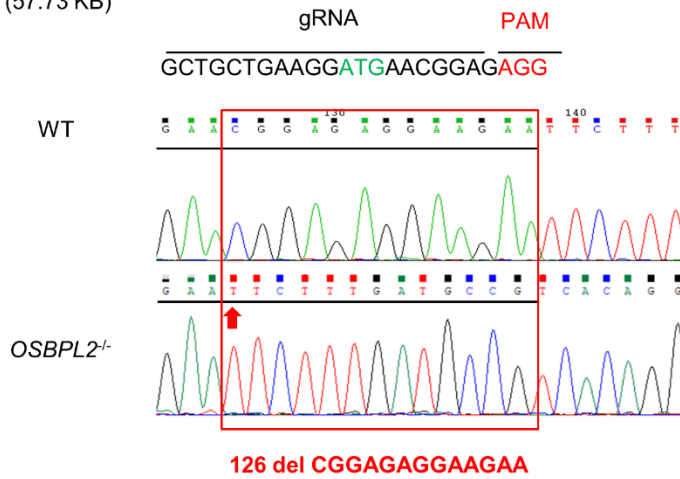 (57.73 KB)
gRNA PAM
GCTGCTGAAGGATGAACGGAGAGG
130 140
WT G A A C G G A G A G G A A G A A T T C T T T
G A A T T C T T T G A T G C C G T C A C A G G
OSBPL2-/-
126 del CGGAGAGGAAGAA